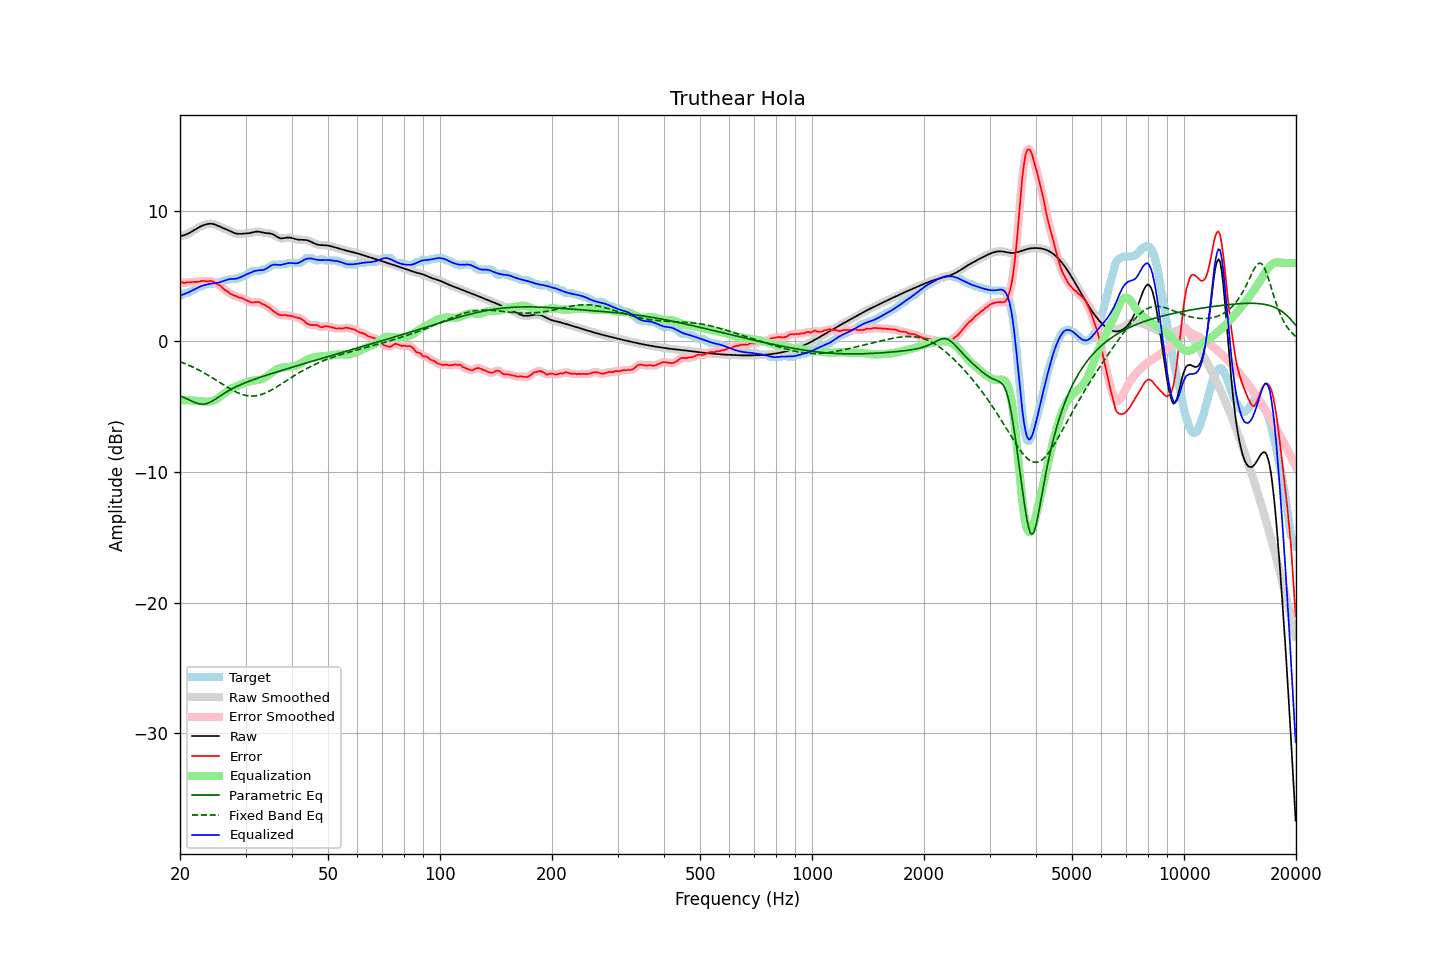 Truthear Hola
10
0
−10
−20
−30
Amplitude (dBr)
Target
Raw Smoothed
Error Smoothed
Raw
Error
Equalization
Parametric Eq
Fixed Band Eq
Equalized
20 50 100 200 500 1000 2000 5000 10000 20000
Frequency (Hz)